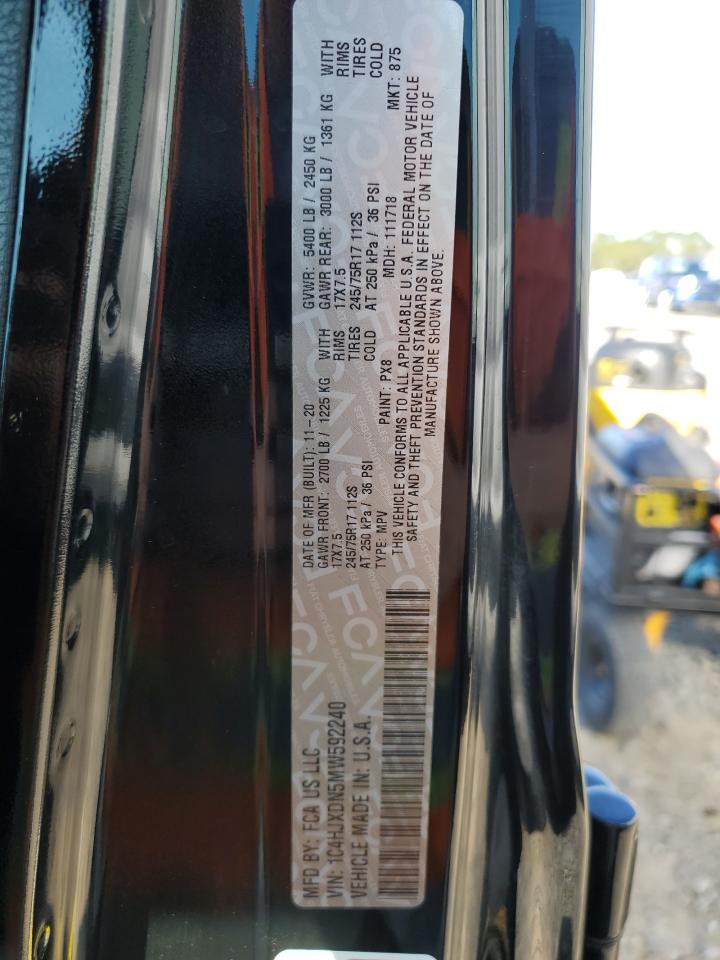 MFD BY: FCA US LLC
VIN: 1C4HJXDN5MW592240
VEHICLE MADE IN: U.S.A.
DATE OF MFR (BUILT): 11-20 GVWR: 5400 LB / 2450 KG
GAWR FRONT: 2700 LB / 1225 KG WITH GAWR REAR: 3000 LB / 1361 KG WITH
17X7.5 RIMS 17X7.5 RIMS
245/75R17 112S TIRES 245/75R17 112S TIRES
AT 250 kPa / 36 PSI COLD AT 250 kPa / 36 PSI COLD
TYPE: MPV PAINT: PX8 MDH: 111718 MKT: 875
THIS VEHICLE CONFORMS TO ALL APPLICABLE U.S.A. FEDERAL MOTOR VEHICLE
SAFETY AND THEFT PREVENTION STANDARDS IN EFFECT ON THE DATE OF
MANUFACTURE SHOWN ABOVE.